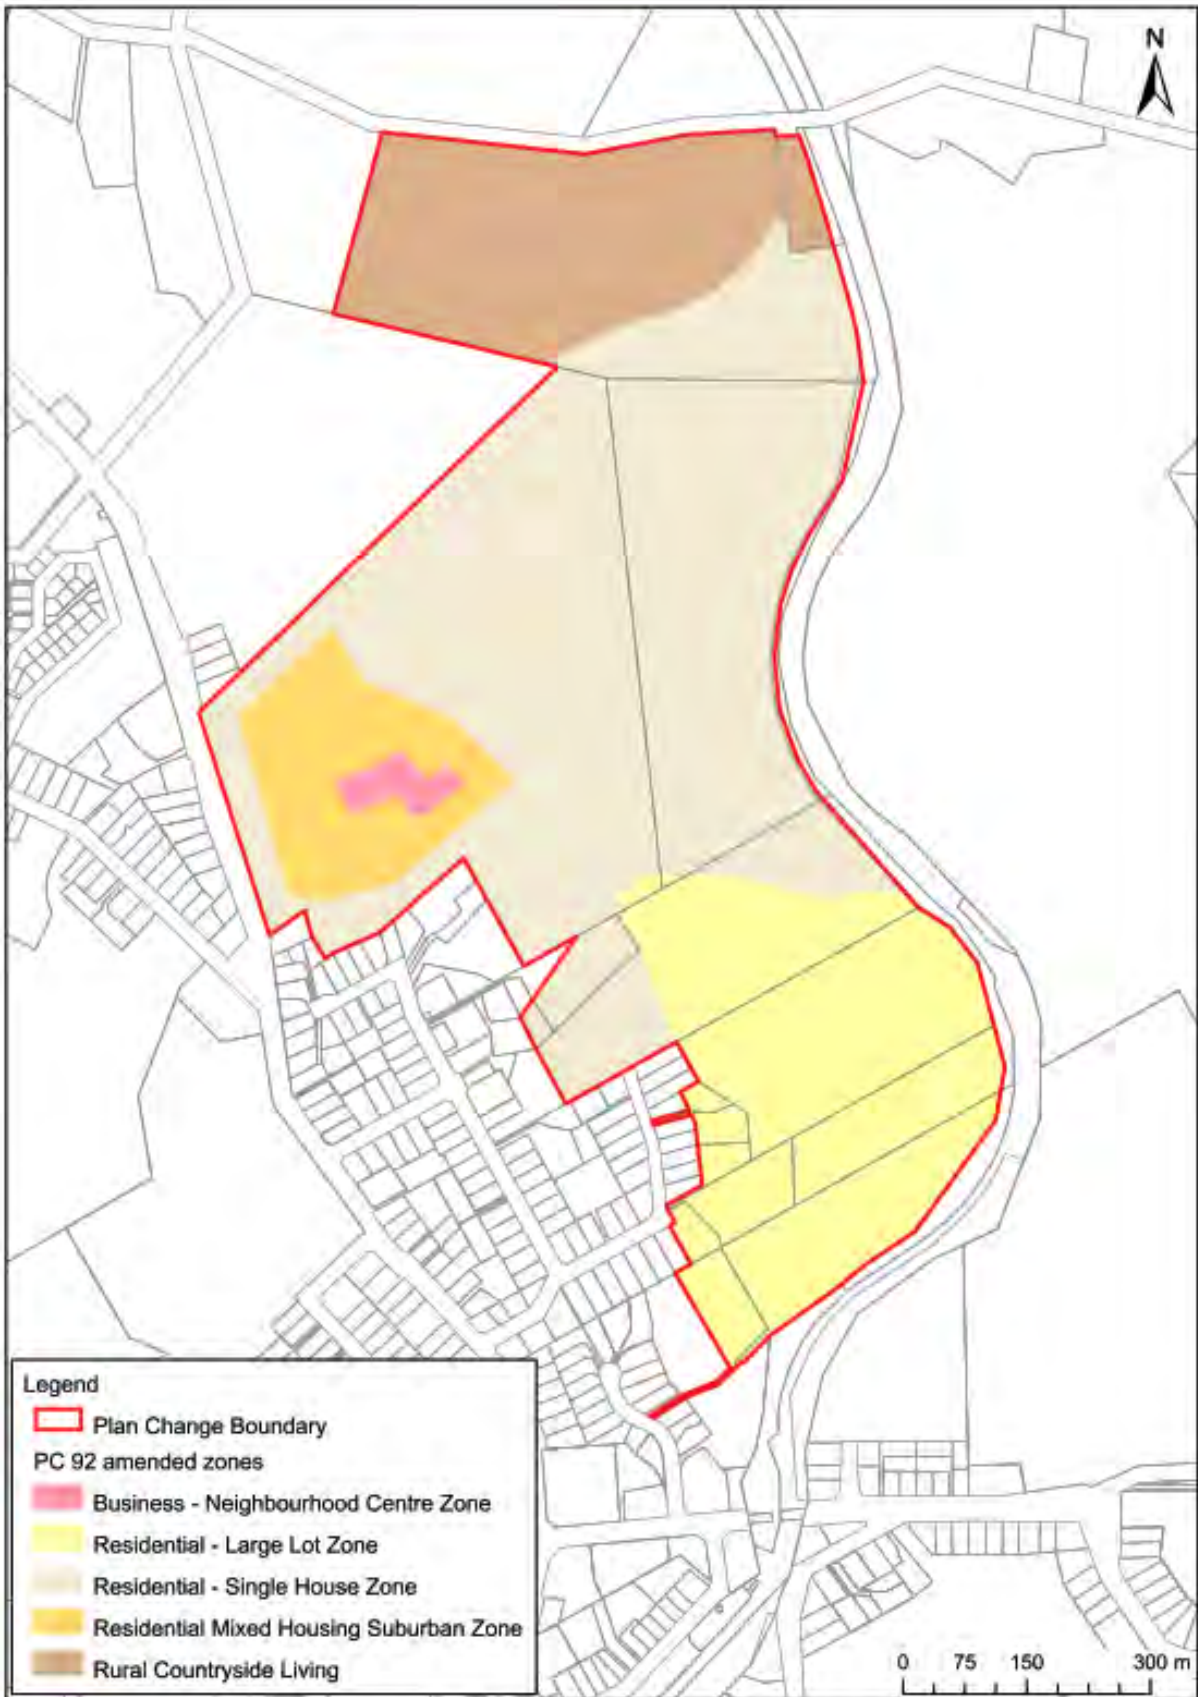 N
Legend
Plan Change Boundary
PC 92 amended zones
Business - Neighbourhood Centre Zone
Residential - Large Lot Zone
Residential - Single House Zone
Residential Mixed Housing Suburban Zone
Rural Countryside Living
0 75 150 300 m